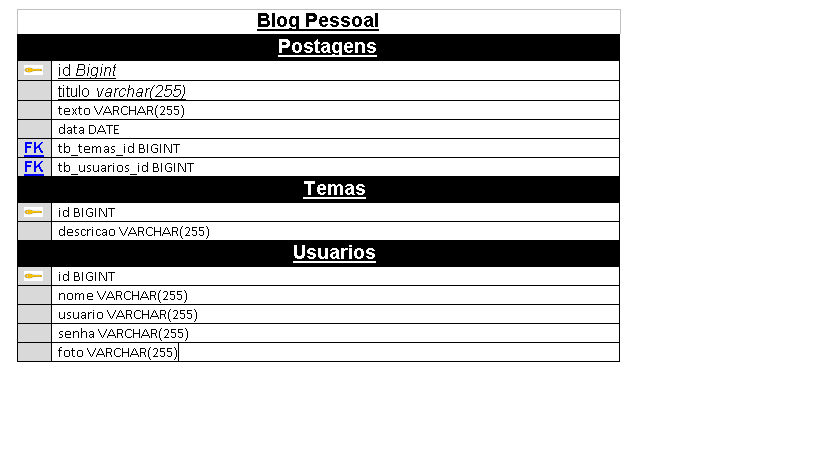 Blog Pessoal
Postagens
id Bigint
titulo varchar(255)
texto VARCHAR(255)
data DATE
FK tb_temas_id BIGINT
FK tb_usuarios_id BIGINT
Temas
id BIGINT
descricao VARCHAR(255)
Usuarios
id BIGINT
nome VARCHAR(255)
usuario VARCHAR(255)
senha VARCHAR(255)
foto VARCHAR(255)